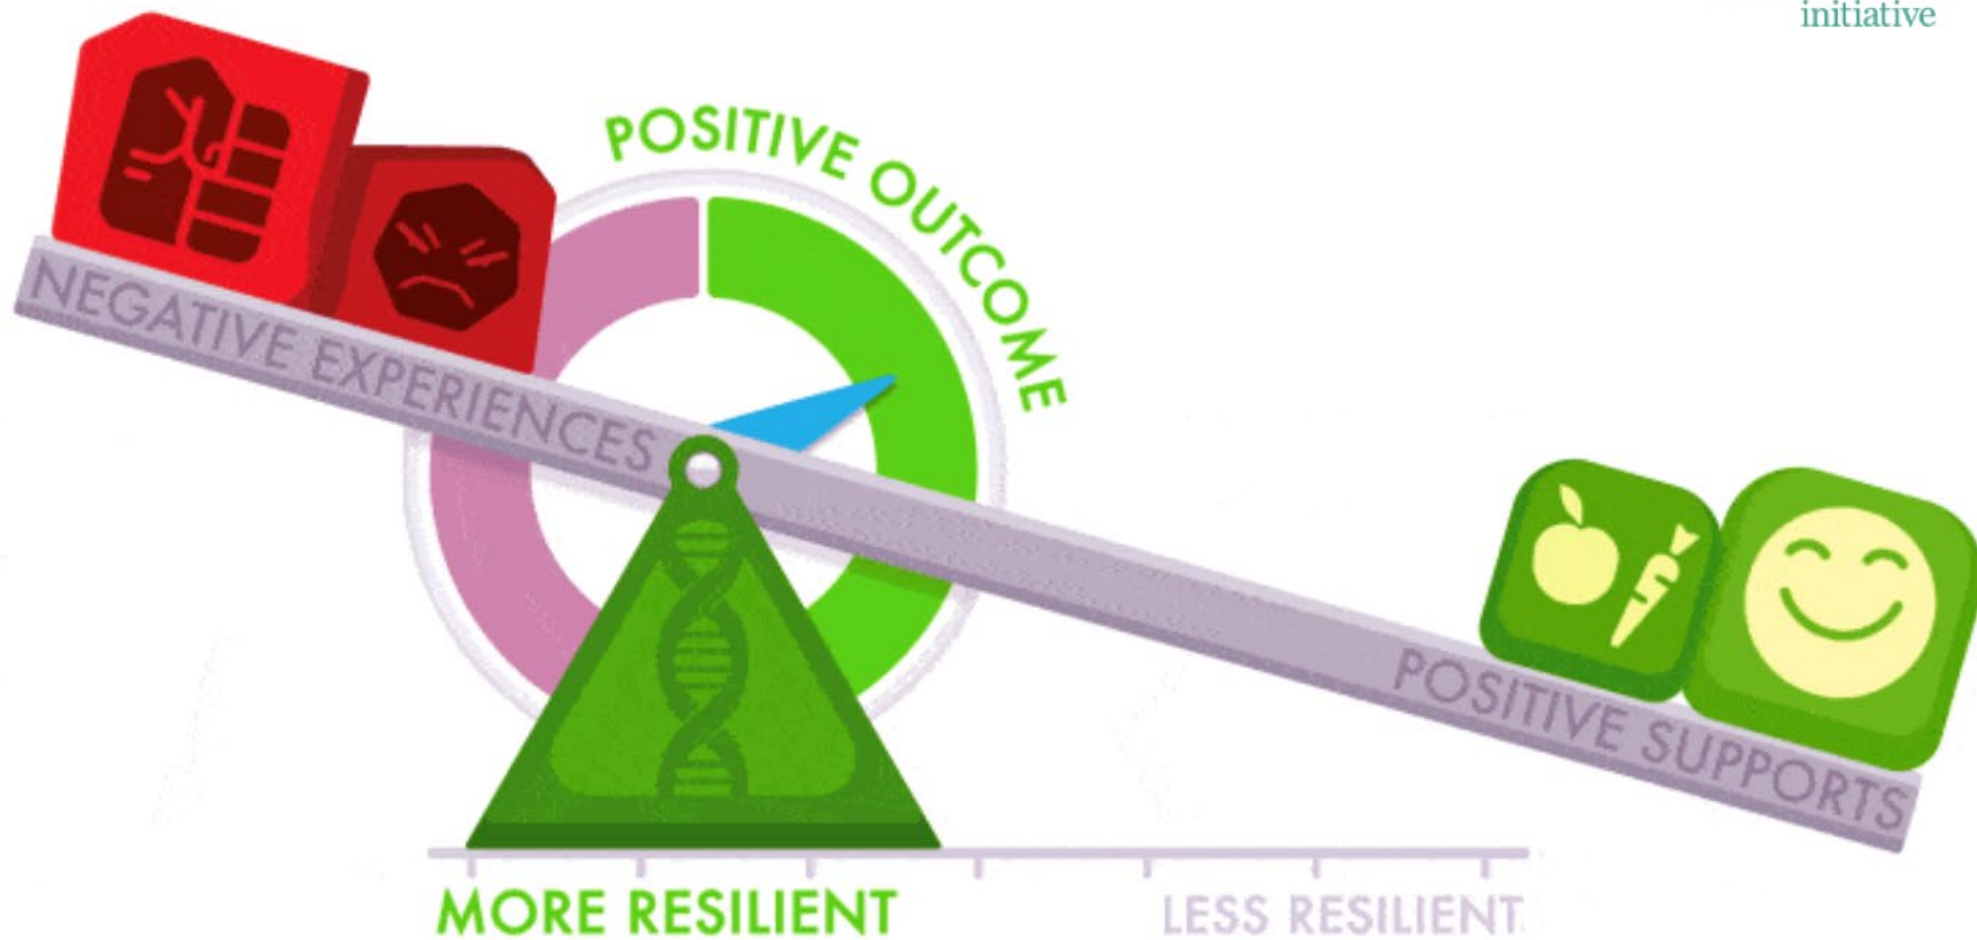 initiative
POSITIVE OUTCOME
NEGATIVE EXPERIENCES
POSITIVE SUPPORTS
MORE RESILIENT
LESS RESILIENT